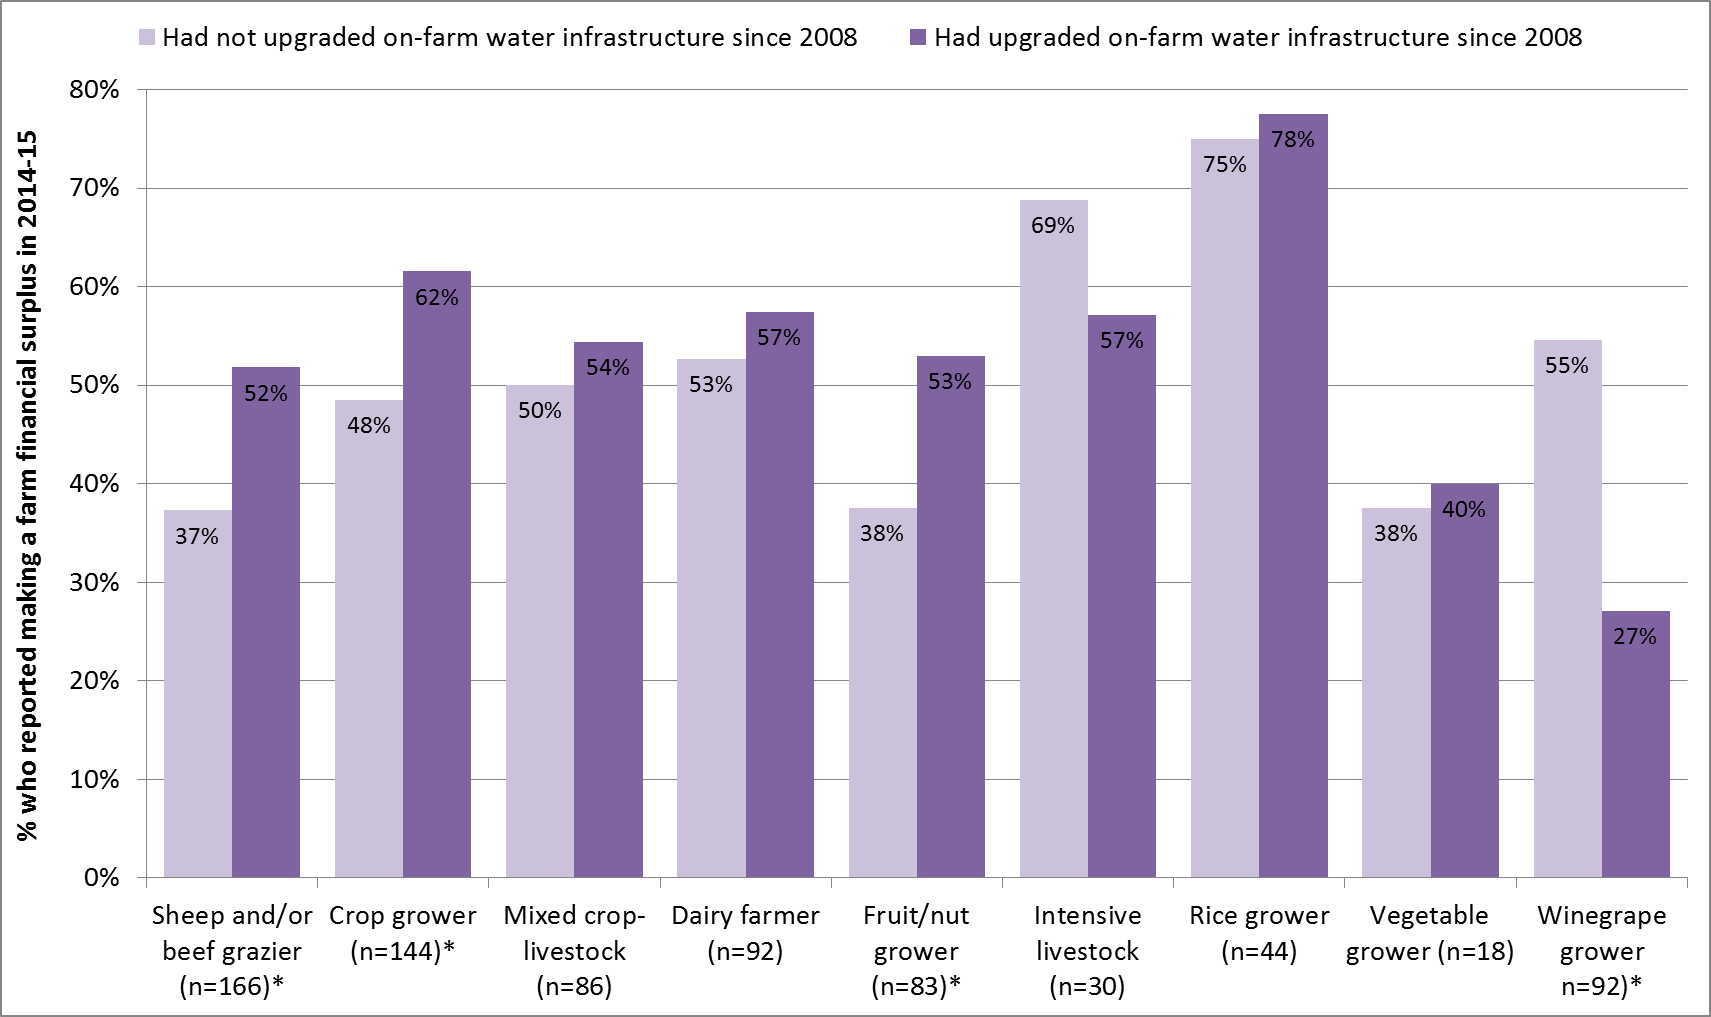 Had not upgraded on-farm water infrastructure since 2008
Had upgraded on-farm water infrastructure since 2008
% who reported making a farm financial surplus in 2014-15
80%
70%
60%
50%
40%
30%
20%
10%
0%
37%
52%
48%
62%
50%
54%
53%
57%
38%
53%
69%
57%
75%
78%
38%
40%
55%
27%
Sheep and/or
beef grazier
(n=166)*
Crop grower
(n=144)*
Mixed crop-
livestock
(n=86)
Dairy farmer
(n=92)
Fruit/nut
grower
(n=83)*
Intensive
livestock
(n=30)
Rice grower
(n=44)
Vegetable
grower (n=18)
Winegrape
grower
n=92)*